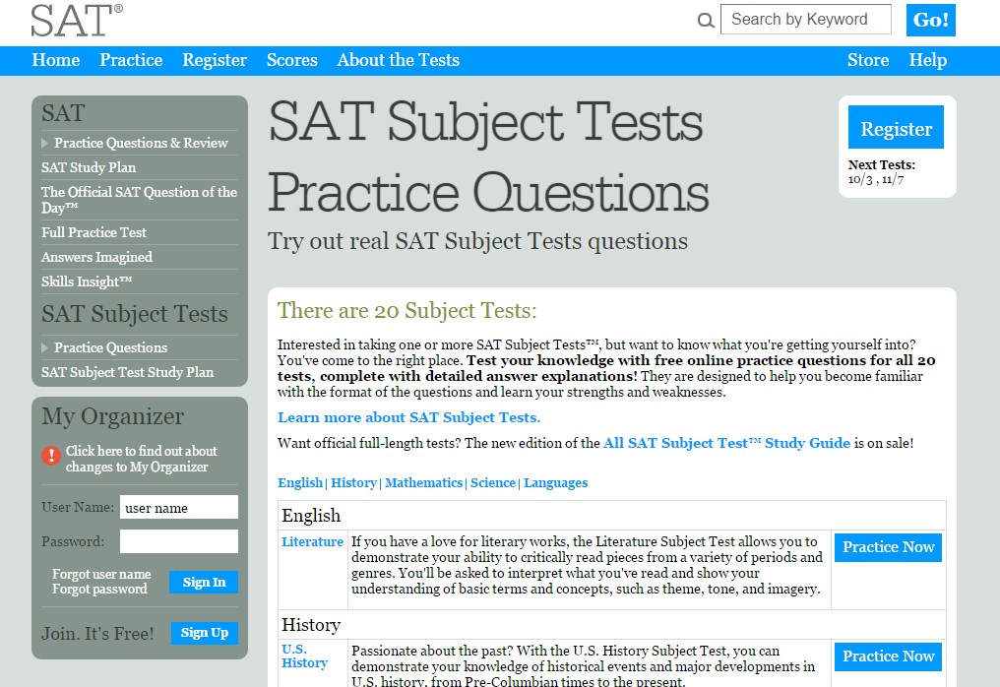 SAT®
Search by Keyword
Go!
Home Practice Register Scores About the Tests Store Help
SAT
Practice Questions & Review
SAT Study Plan
The Official SAT Question of the
Day™
Full Practice Test
Answers Imagined
Skills Insight™
SAT Subject Tests
Practice Questions
SAT Subject Test Study Plan
My Organizer
Click here to find out about
changes to My Organizer
User Name: user name
Password:
Forgot user name
Forgot password
Sign In
Join. It's Free! Sign Up
SAT Subject Tests
Practice Questions
Try out real SAT Subject Tests questions
Register
Next Tests:
10/3 , 11/7
There are 20 Subject Tests:
Interested in taking one or more SAT Subject Tests™, but want to know what you're getting yourself into?
You've come to the right place. Test your knowledge with free online practice questions for all 20
tests, complete with detailed answer explanations! They are designed to help you become familiar
with the format of the questions and learn your strengths and weaknesses.
Learn more about SAT Subject Tests.
Want official full-length tests? The new edition of the All SAT Subject Test™ Study Guide is on sale!
English | History | Mathematics | Science | Languages
English
Literature
If you have a love for literary works, the Literature Subject Test allows you to
demonstrate your ability to critically read pieces from a variety of periods and
genres. You'll be asked to interpret what you've read and show your
understanding of basic terms and concepts, such as theme, tone, and imagery.
Practice Now
History
U.S.
History
Passionate about the past? With the U.S. History Subject Test, you can
demonstrate your knowledge of historical events and major developments in
U.S. history, from Pre-Columbian times to the present.
Practice Now